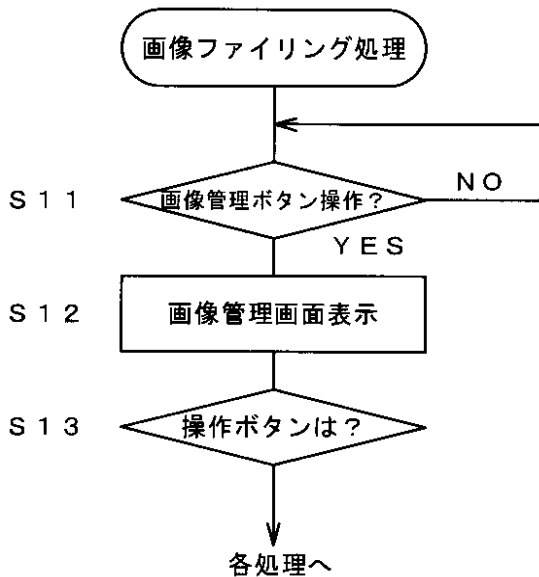 画像ファイリング処理
S11
画像管理ボタン操作?
NO
YES
S12
画像管理画面表示
S13
操作ボタンは?
各処理へ